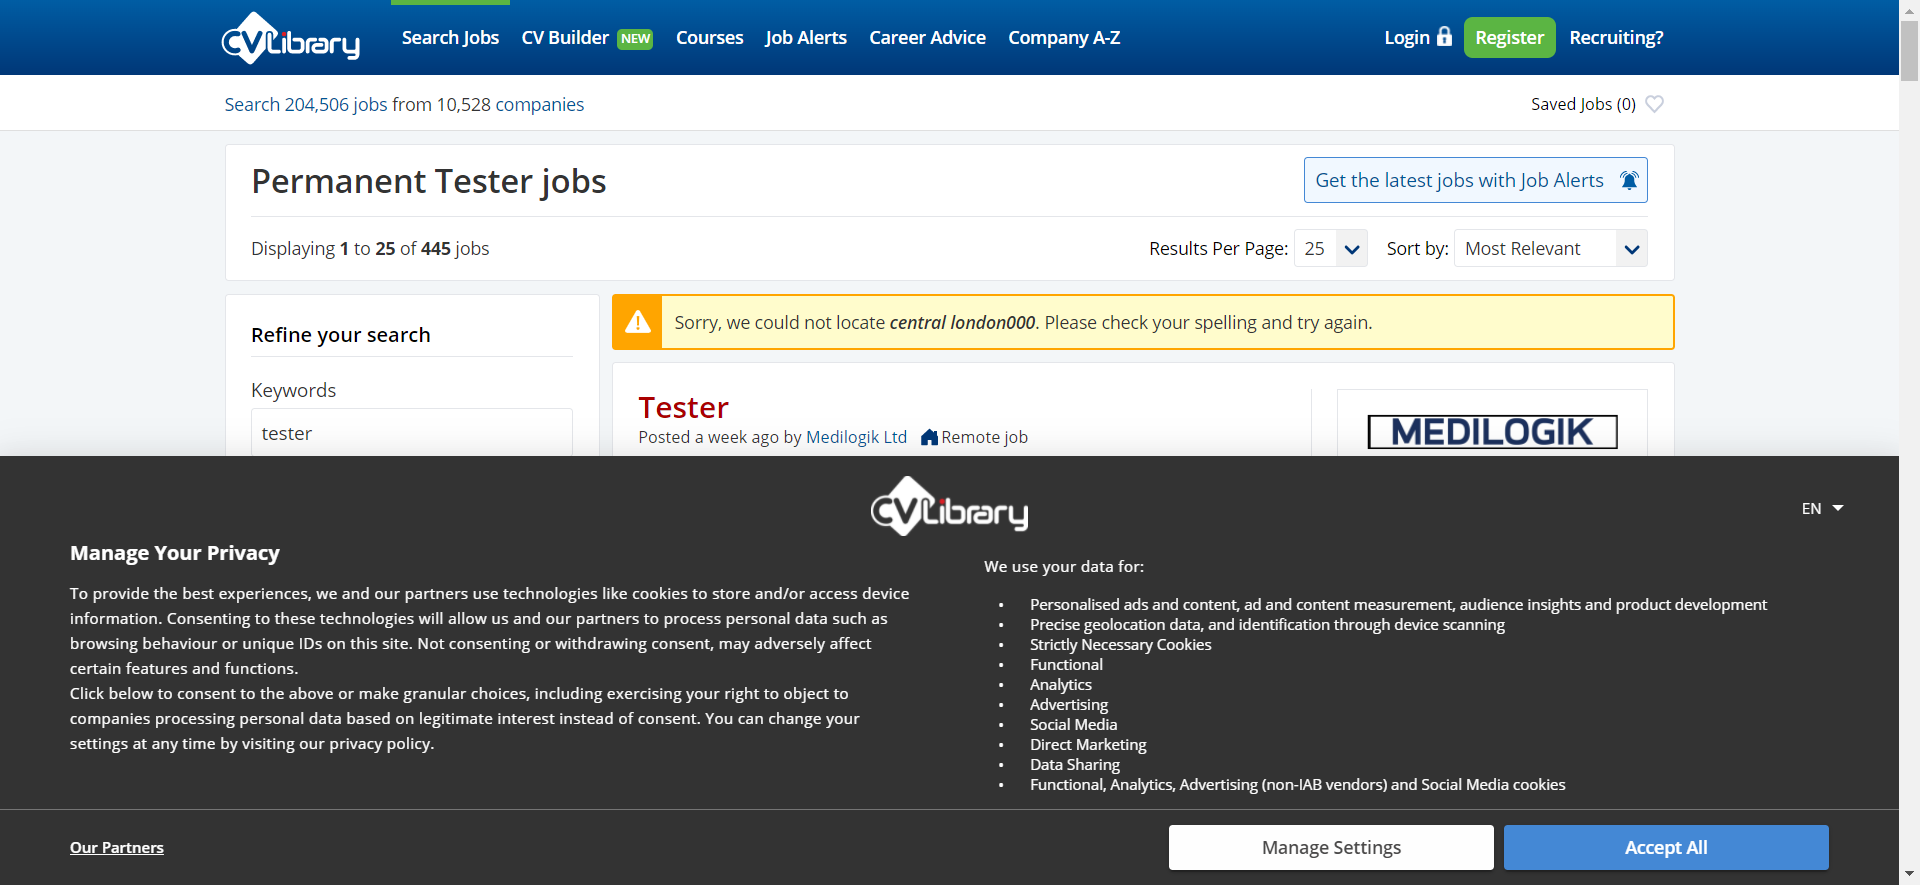 CVLibrary
Search Jobs CV Builder NEW Courses Job Alerts Career Advice Company A-Z Login Register Recruiting?
Search 204,506 jobs from 10,528 companies Saved Jobs (0)
Permanent Tester jobs Get the latest jobs with Job Alerts
Displaying 1 to 25 of 445 jobs Results Per Page: 25 Sort by: Most Relevant
Refine your search
Sorry, we could not locate central london000. Please check your spelling and try again.
Keywords
tester
Tester
Posted a week ago by Medilogik Ltd Remote job
MEDILOGIK
CVLibrary
EN
Manage Your Privacy
To provide the best experiences, we and our partners use technologies like cookies to store and/or access device
information. Consenting to these technologies will allow us and our partners to process personal data such as
browsing behaviour or unique IDs on this site. Not consenting or withdrawing consent, may adversely affect
certain features and functions.
Click below to consent to the above or make granular choices, including exercising your right to object to
companies processing personal data based on legitimate interest instead of consent. You can change your
settings at any time by visiting our privacy policy.
We use your data for:
• Personalised ads and content, ad and content measurement, audience insights and product development
• Precise geolocation data, and identification through device scanning
• Strictly Necessary Cookies
• Functional
• Analytics
• Advertising
• Social Media
• Direct Marketing
• Data Sharing
• Functional, Analytics, Advertising (non-IAB vendors) and Social Media cookies
Our Partners Manage Settings Accept All